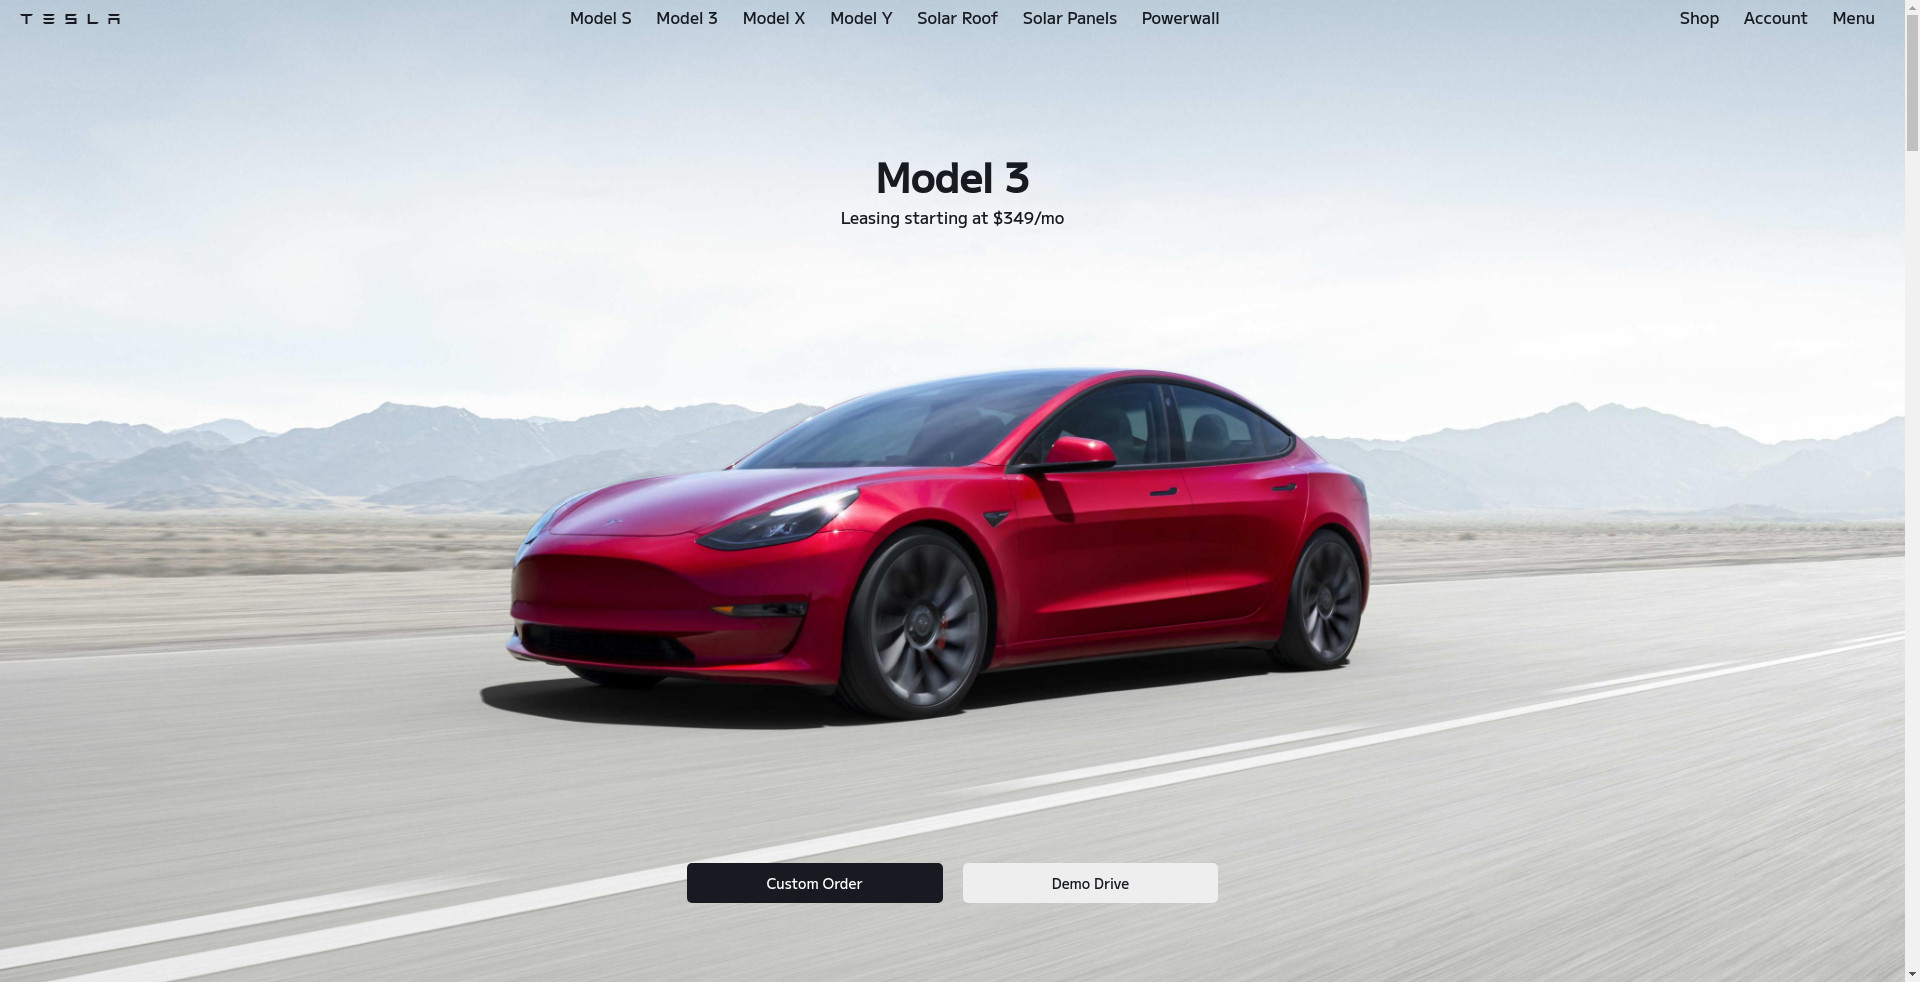 TESLA
Model S Model 3 Model X Model Y Solar Roof Solar Panels Powerwall
Shop Account Menu
Model 3
Leasing starting at $349/mo
Custom Order
Demo Drive